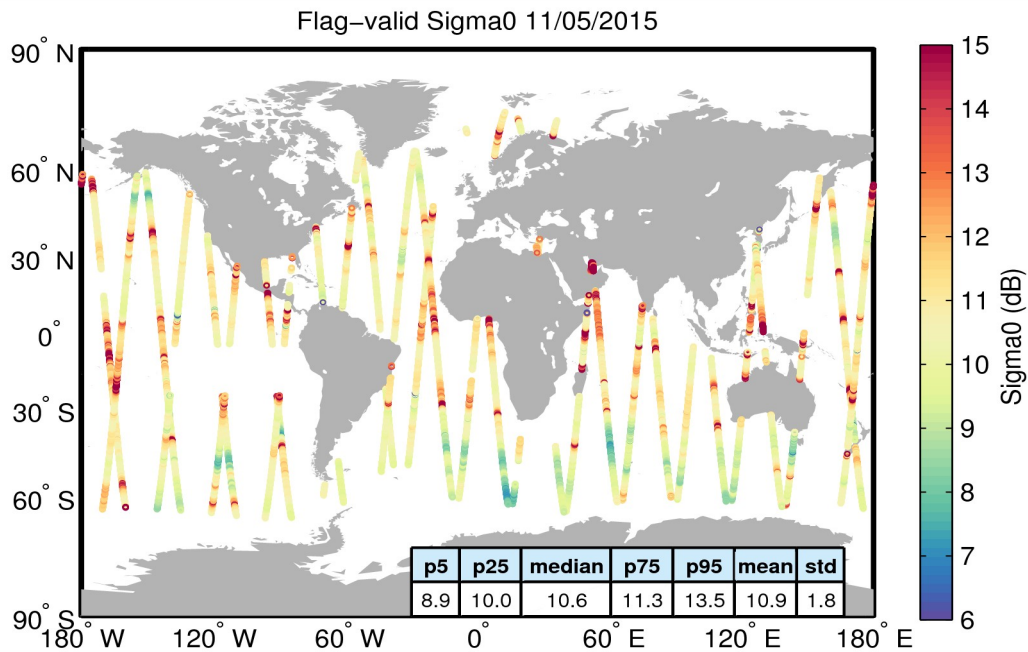 Flag−valid Sigma0 11/05/2015
90° N
60° N
30° N
0°
30° S
60° S
90° S
180° W
120° W
60° W
0°
60° E
120° E
180° E
p5 p25 median p75 p95 mean std
8.9 10.0 10.6 11.3 13.5 10.9 1.8
15
14
13
12
11
10
9
8
7
6
Sigma0 (dB)